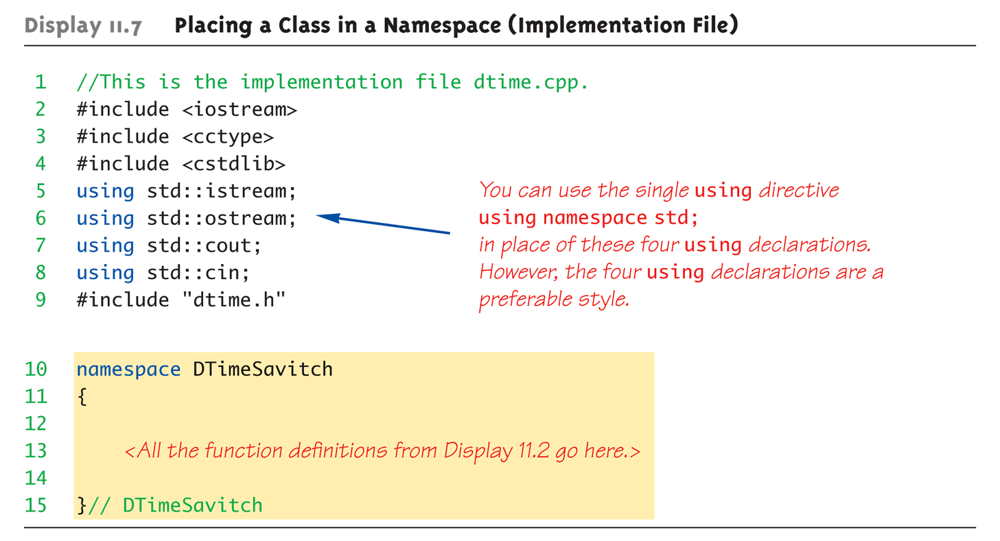 Display 11.7 Placing a Class in a Namespace (Implementation File)
1 //This is the implementation file dtime.cpp.
2 #include <iostream>
3 #include <cctype>
4 #include <cstdlib>
5 using std::istream;
6 using std::ostream;
7 using std::cout;
8 using std::cin;
9 #include "dtime.h"
You can use the single using directive
using namespace std;
in place of these four using declarations.
However, the four using declarations are a
preferable style.
10 namespace DTimeSavitch
11 {
12
13 <All the function definitions from Display 11.2 go here.>
14
15 }// DTimeSavitch